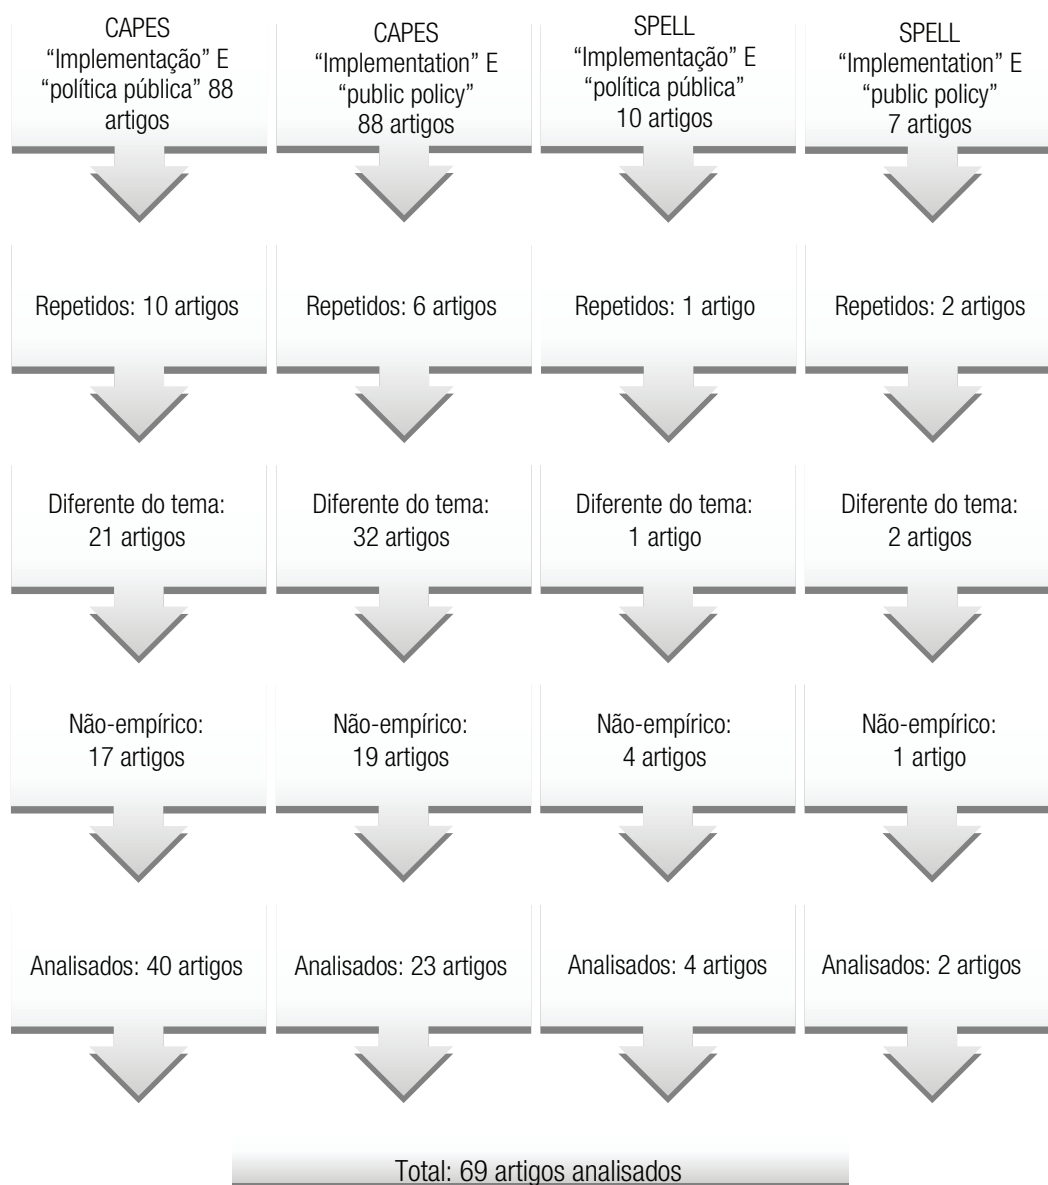 CAPES
“Implementação” E
“política pública” 88
artigos
CAPES
“Implementation” E
“public policy”
88 artigos
SPELL
“Implementação” E
“política pública”
10 artigos
SPELL
“Implementation” E
“public policy”
7 artigos
Repetidos: 10 artigos
Repetidos: 6 artigos
Repetidos: 1 artigo
Repetidos: 2 artigos
Diferente do tema:
21 artigos
Diferente do tema:
32 artigos
Diferente do tema:
1 artigo
Diferente do tema:
2 artigos
Não-empírico:
17 artigos
Não-empírico:
19 artigos
Não-empírico:
4 artigos
Não-empírico:
1 artigo
Analisados: 40 artigos
Analisados: 23 artigos
Analisados: 4 artigos
Analisados: 2 artigos
Total: 69 artigos analisados